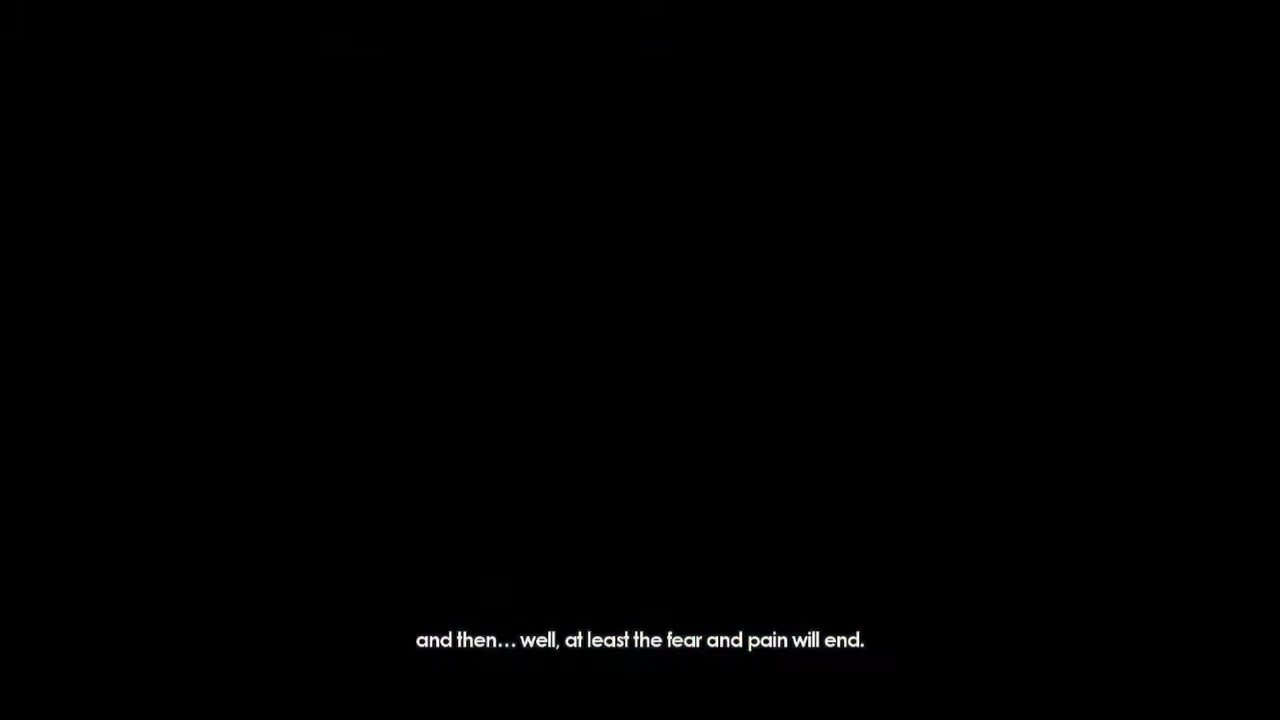 and then... well, at least the fear and pain will end.